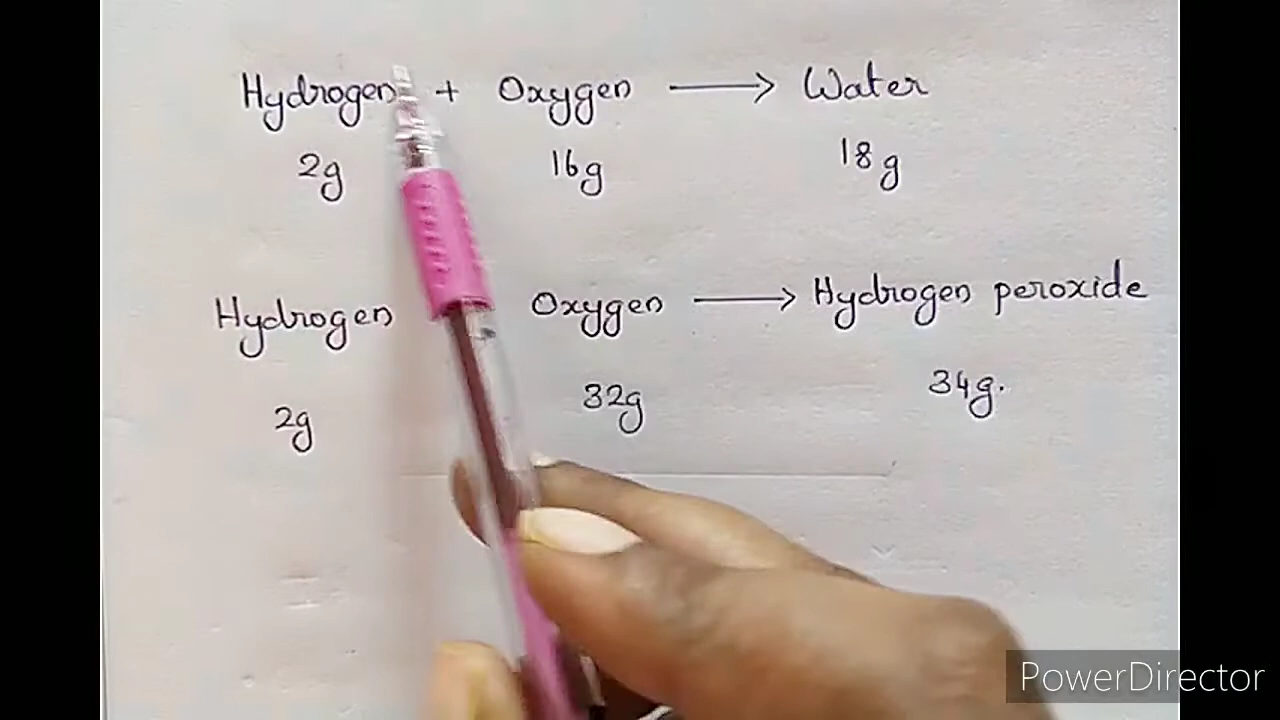 Hydrogen + Oxygen ⟶ Water
2g 16g 18g
Hydrogen Oxygen ⟶ Hydrogen peroxide
2g 32g 34g.
PowerDirector